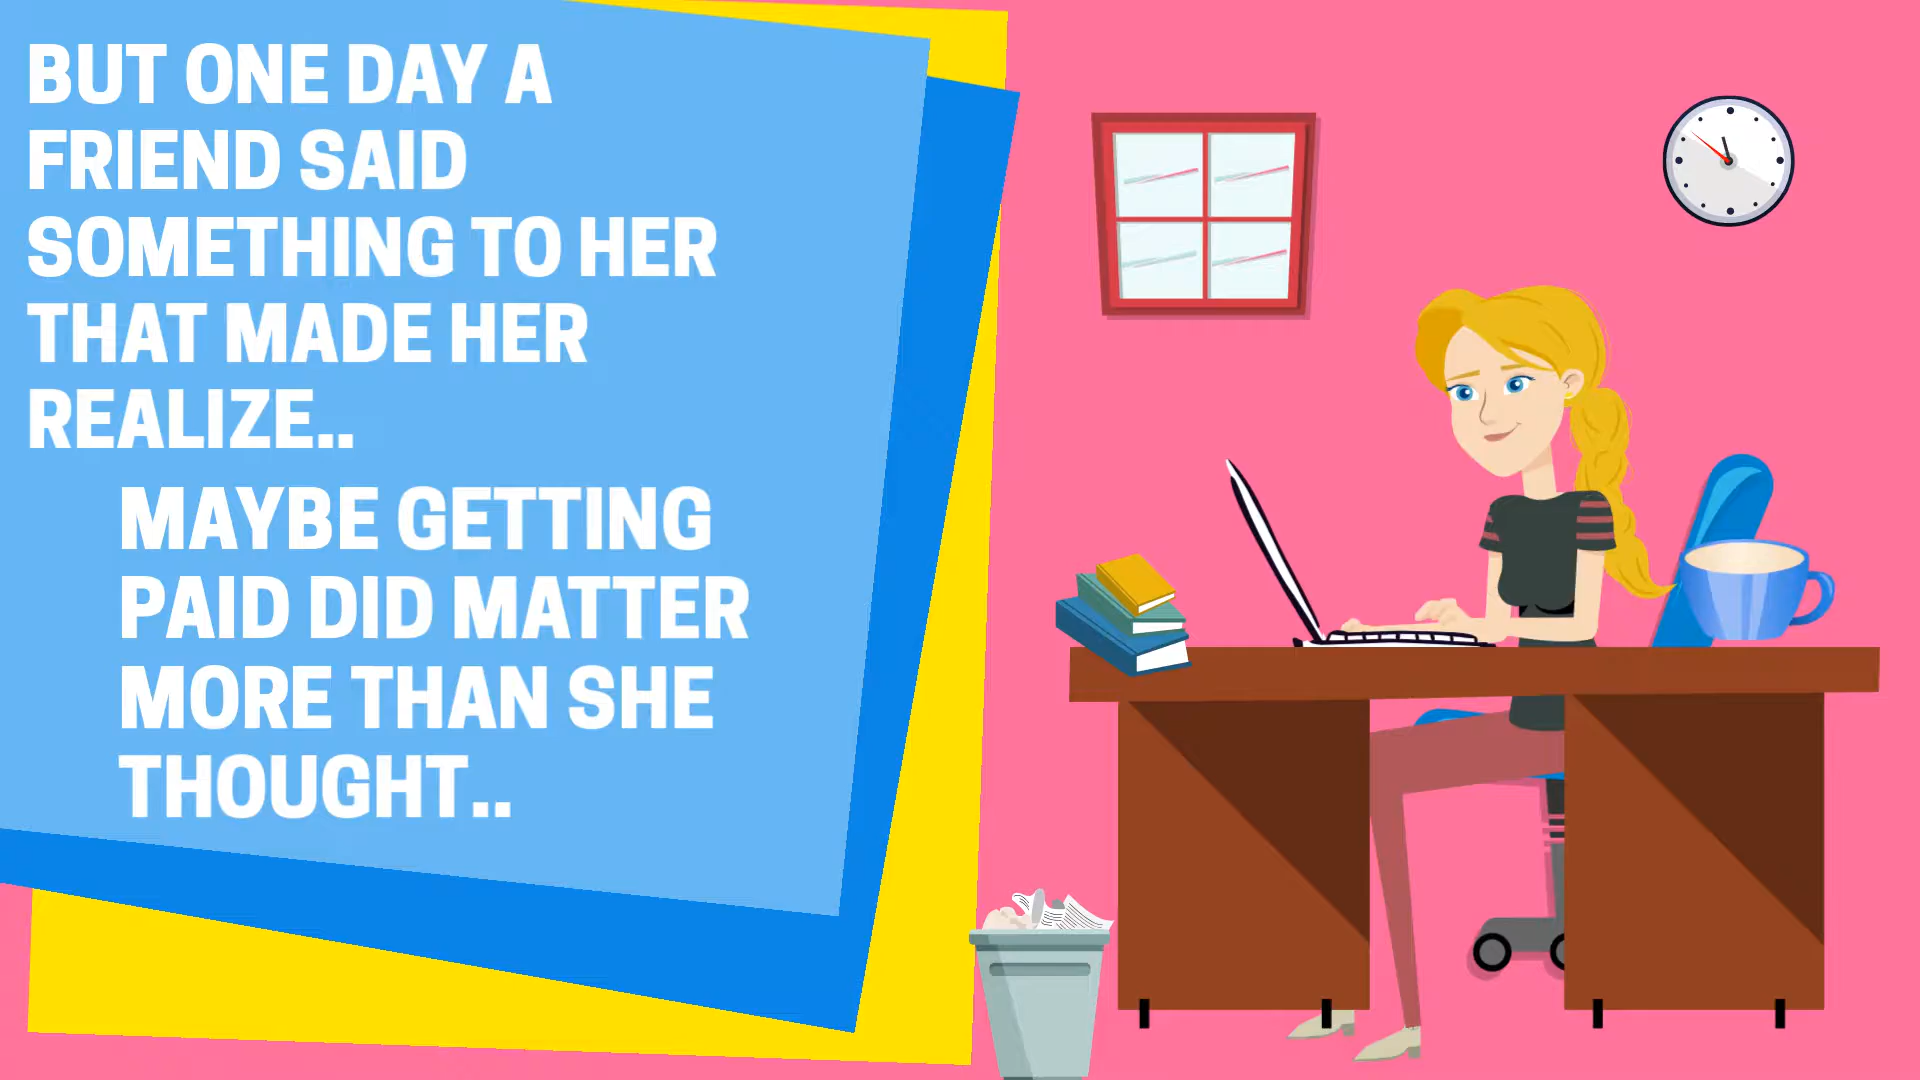 BUT ONE DAY A
FRIEND SAID
SOMETHING TO HER
THAT MADE HER
REALIZE..
MAYBE GETTING
PAID DID MATTER
MORE THAN SHE
THOUGHT..